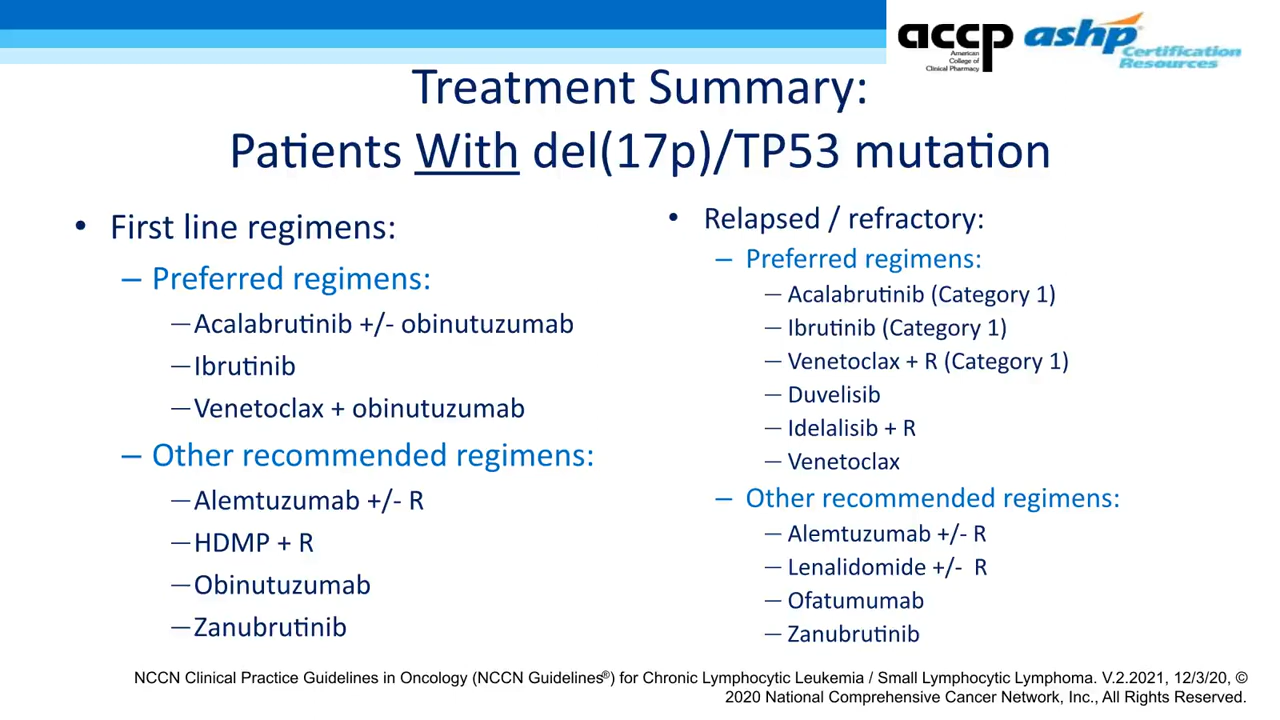 accp
American
College of
Clinical Pharmacy
ashp
Certification
Resources
Treatment Summary:
Patients With del(17p)/TP53 mutation
• First line regimens:
– Preferred regimens:
—Acalabrutinib +/- obinutuzumab
—Ibrutinib
—Venetoclax + obinutuzumab
– Other recommended regimens:
—Alemtuzumab +/- R
—HDMP + R
—Obinutuzumab
—Zanubrutinib
• Relapsed / refractory:
– Preferred regimens:
— Acalabrutinib (Category 1)
— Ibrutinib (Category 1)
— Venetoclax + R (Category 1)
— Duvelisib
— Idelalisib + R
— Venetoclax
– Other recommended regimens:
— Alemtuzumab +/- R
— Lenalidomide +/- R
— Ofatumumab
— Zanubrutinib
NCCN Clinical Practice Guidelines in Oncology (NCCN Guidelines®) for Chronic Lymphocytic Leukemia / Small Lymphocytic Lymphoma. V.2.2021, 12/3/20, ©
2020 National Comprehensive Cancer Network, Inc., All Rights Reserved.